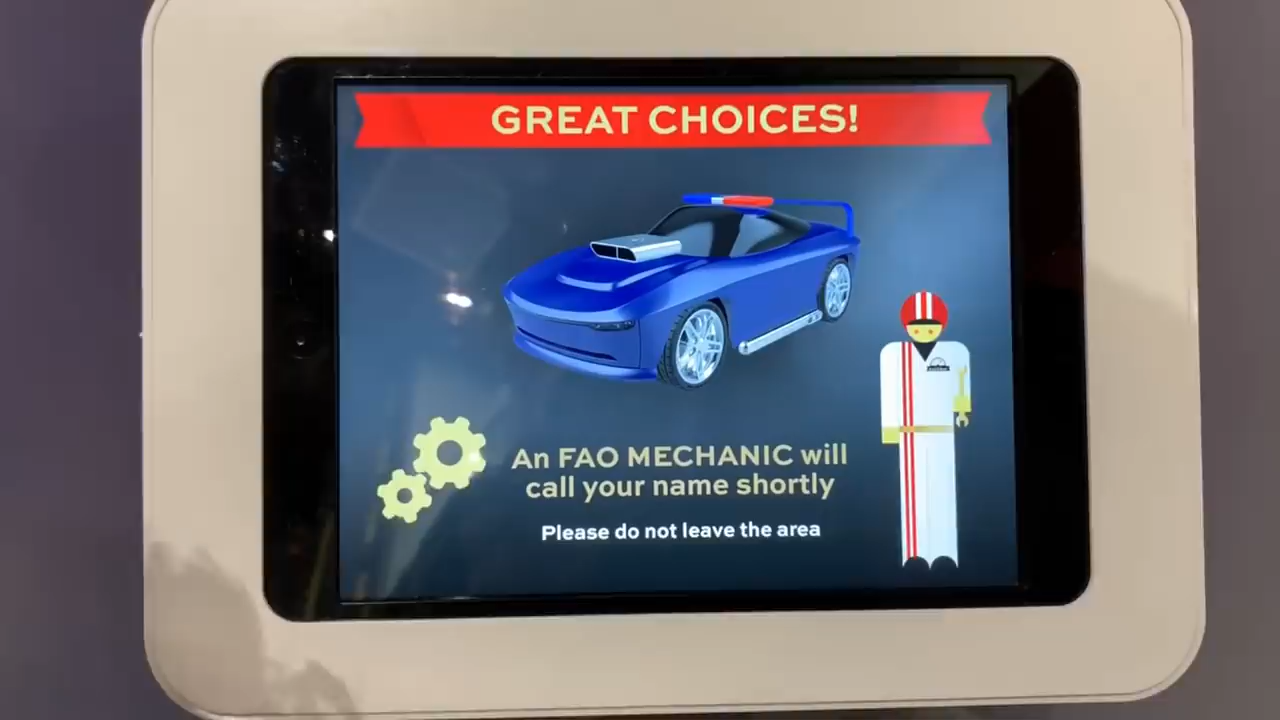 GREAT CHOICES!
An FAO MECHANIC will
call your name shortly
Please do not leave the area